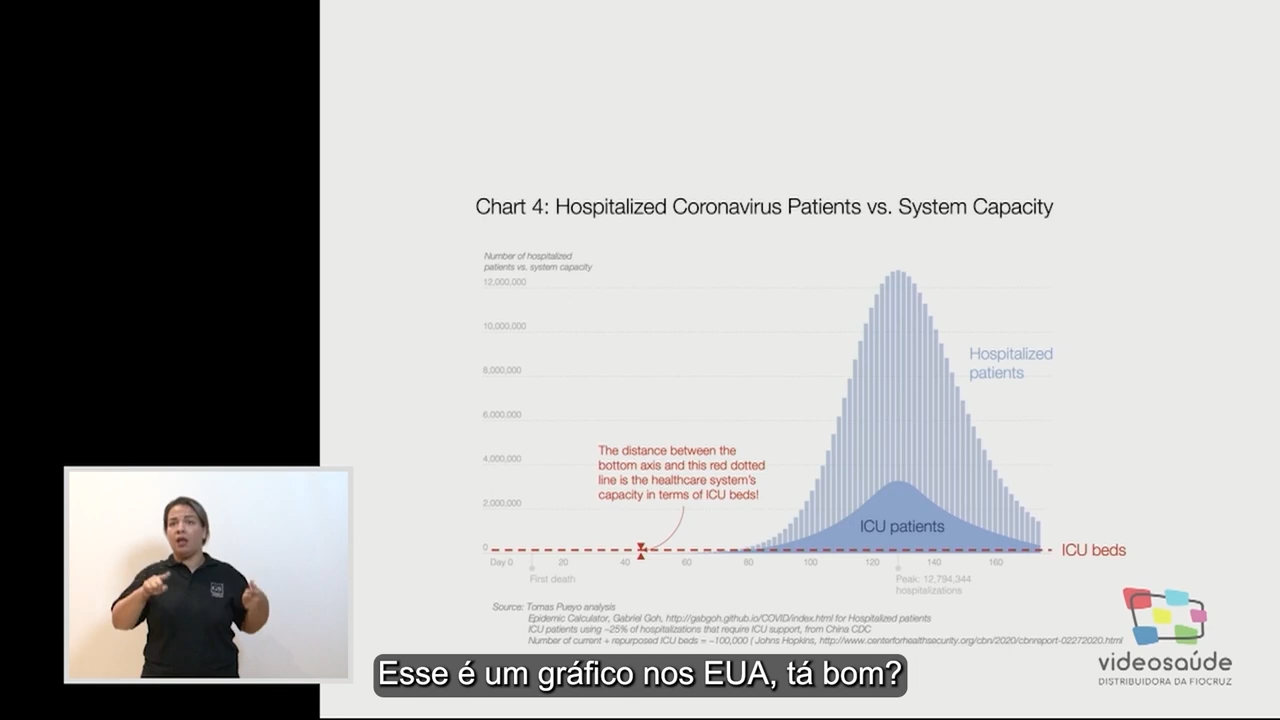 Chart 4: Hospitalized Coronavirus Patients vs. System Capacity
Number of hospitalized
patients vs. system capacity
12,000,000
10,000,000
8,000,000
6,000,000
4,000,000
2,000,000
0
Hospitalized
patients
The distance between the
bottom axis and this red dotted
line is the healthcare system's
capacity in terms of ICU beds!
ICU patients
ICU beds
Day 0 20 40 60 80 100 120 140 160
First death
Peak: 12,794,344
hospitalizations
Source: Tomas Pueyo analysis
Epidemic Calculator, Gabriel Goh, http://gabgoh.github.io/COVID/index.html for Hospitalized patients
ICU patients using ~25% of hospitalizations that require ICU support, from China CDC
Number of current + repurposed ICU beds = ~100,000 ( Johns Hopkins, http://www.centerforhealthsecurity.org/cbn/2020/cbnreport-02272020.html
videosaúde
DISTRIBUIDORA DA FIOCRUZ
Esse é um gráfico nos EUA, tá bom?